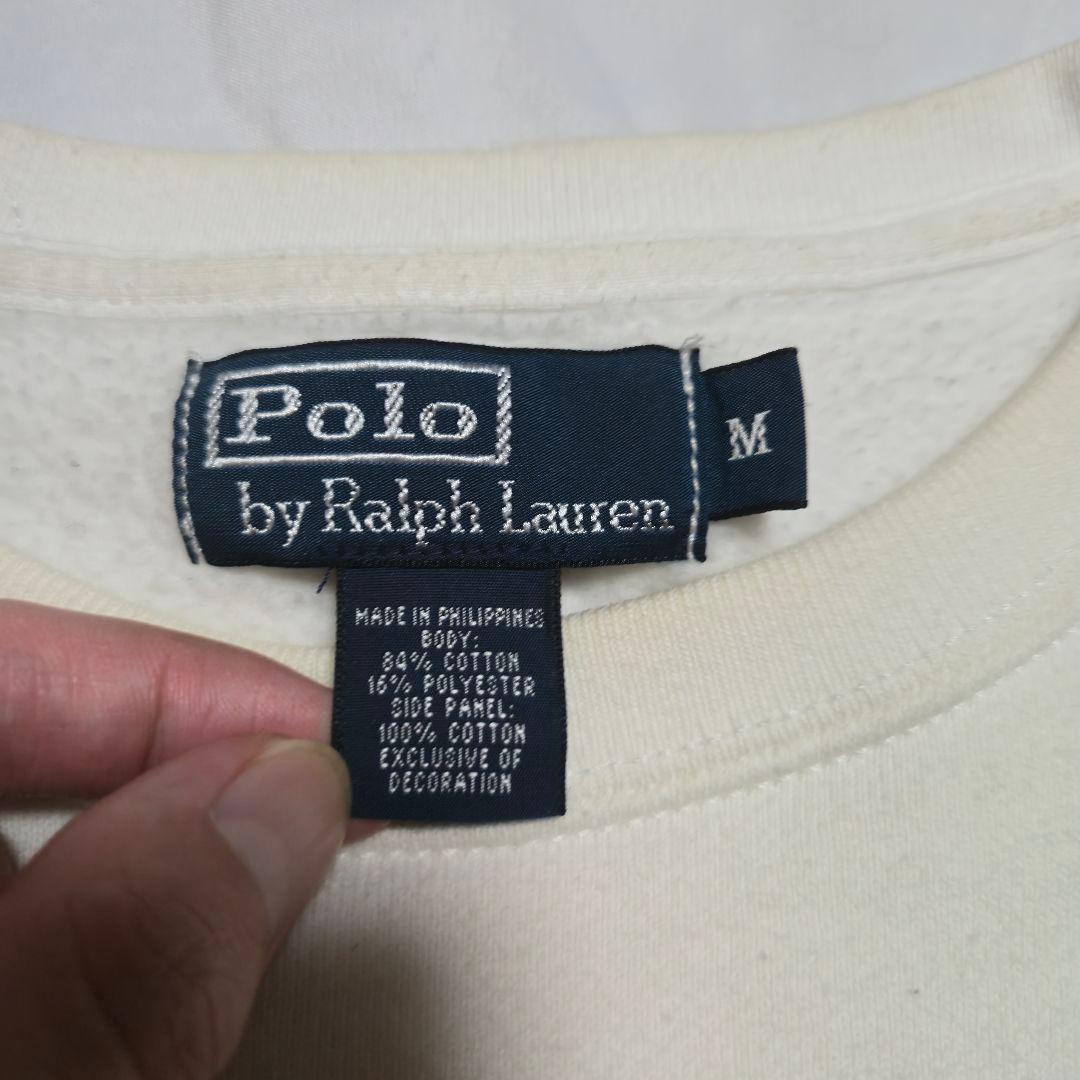 Polo
by Ralph Lauren
M
MADE IN PHILIPPINES
BODY:
84% COTTON
16% POLYESTER
SIDE PANEL:
100% COTTON
EXCLUSIVE OF
DECORATION